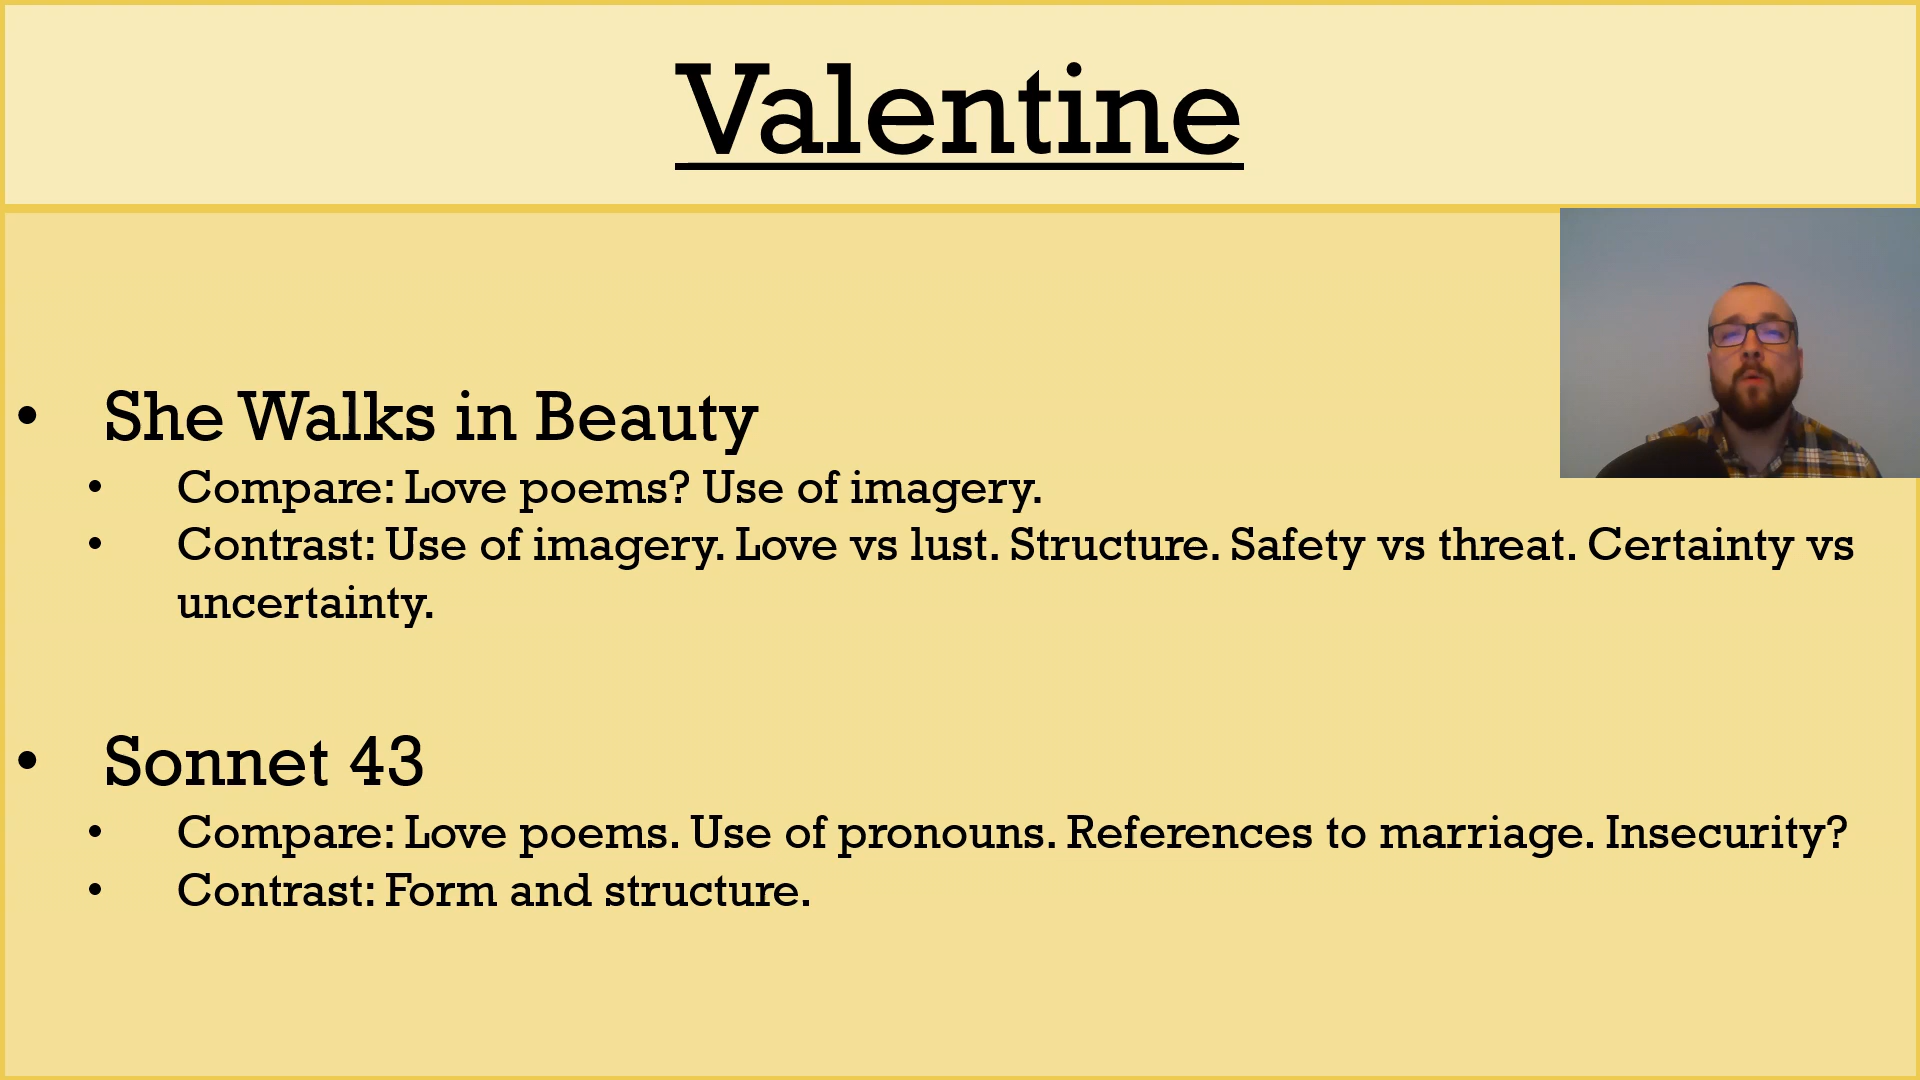 Valentine
• She Walks in Beauty
• Compare: Love poems? Use of imagery.
• Contrast: Use of imagery. Love vs lust. Structure. Safety vs threat. Certainty vs
uncertainty.
• Sonnet 43
• Compare: Love poems. Use of pronouns. References to marriage. Insecurity?
• Contrast: Form and structure.